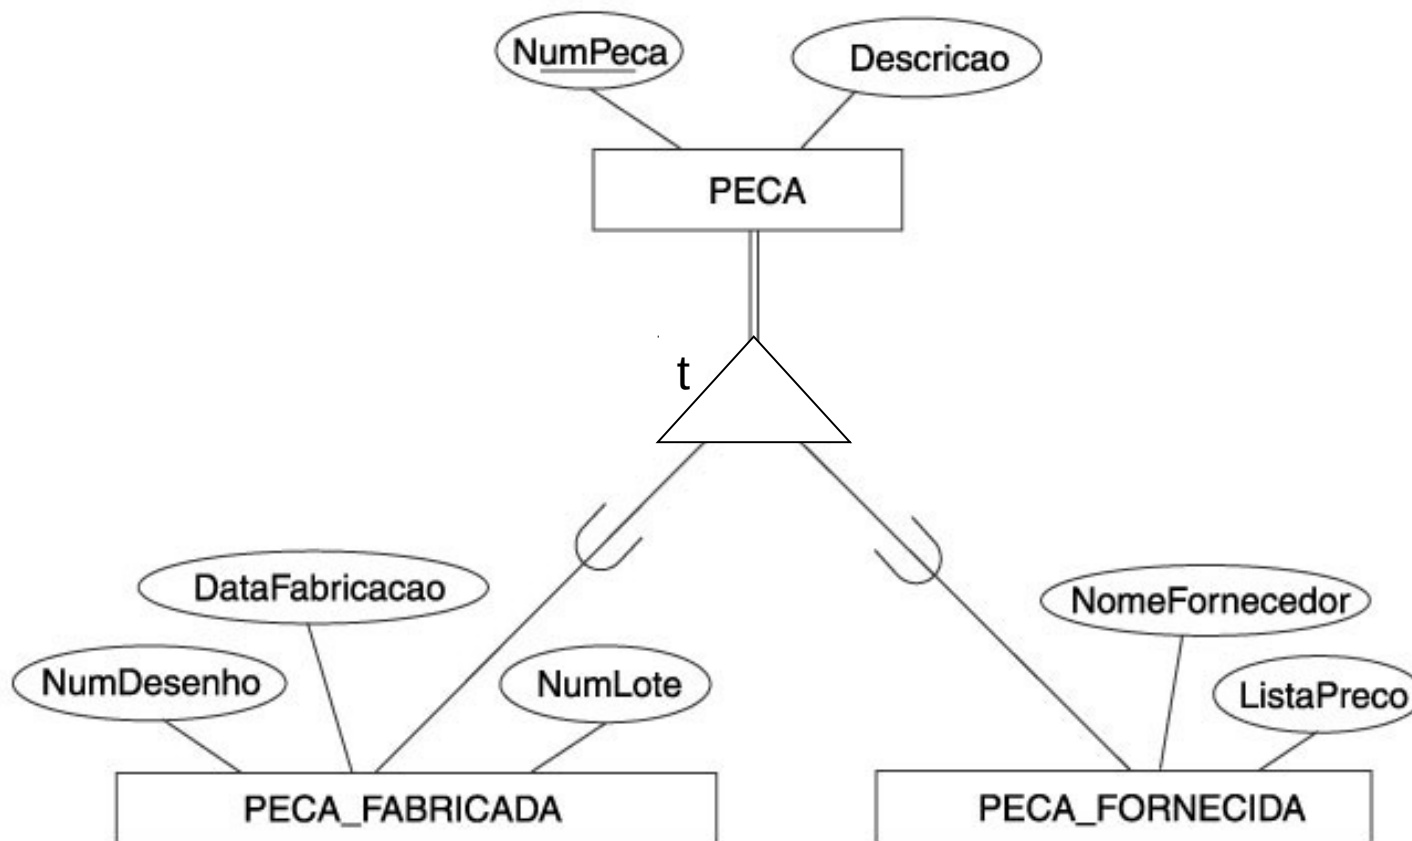 NumPeca
Descricao
PECA
t
DataFabricacao
NomeFornecedor
NumDesenho
NumLote
ListaPreco
PECA_FABRICADA
PECA_FORNECIDA